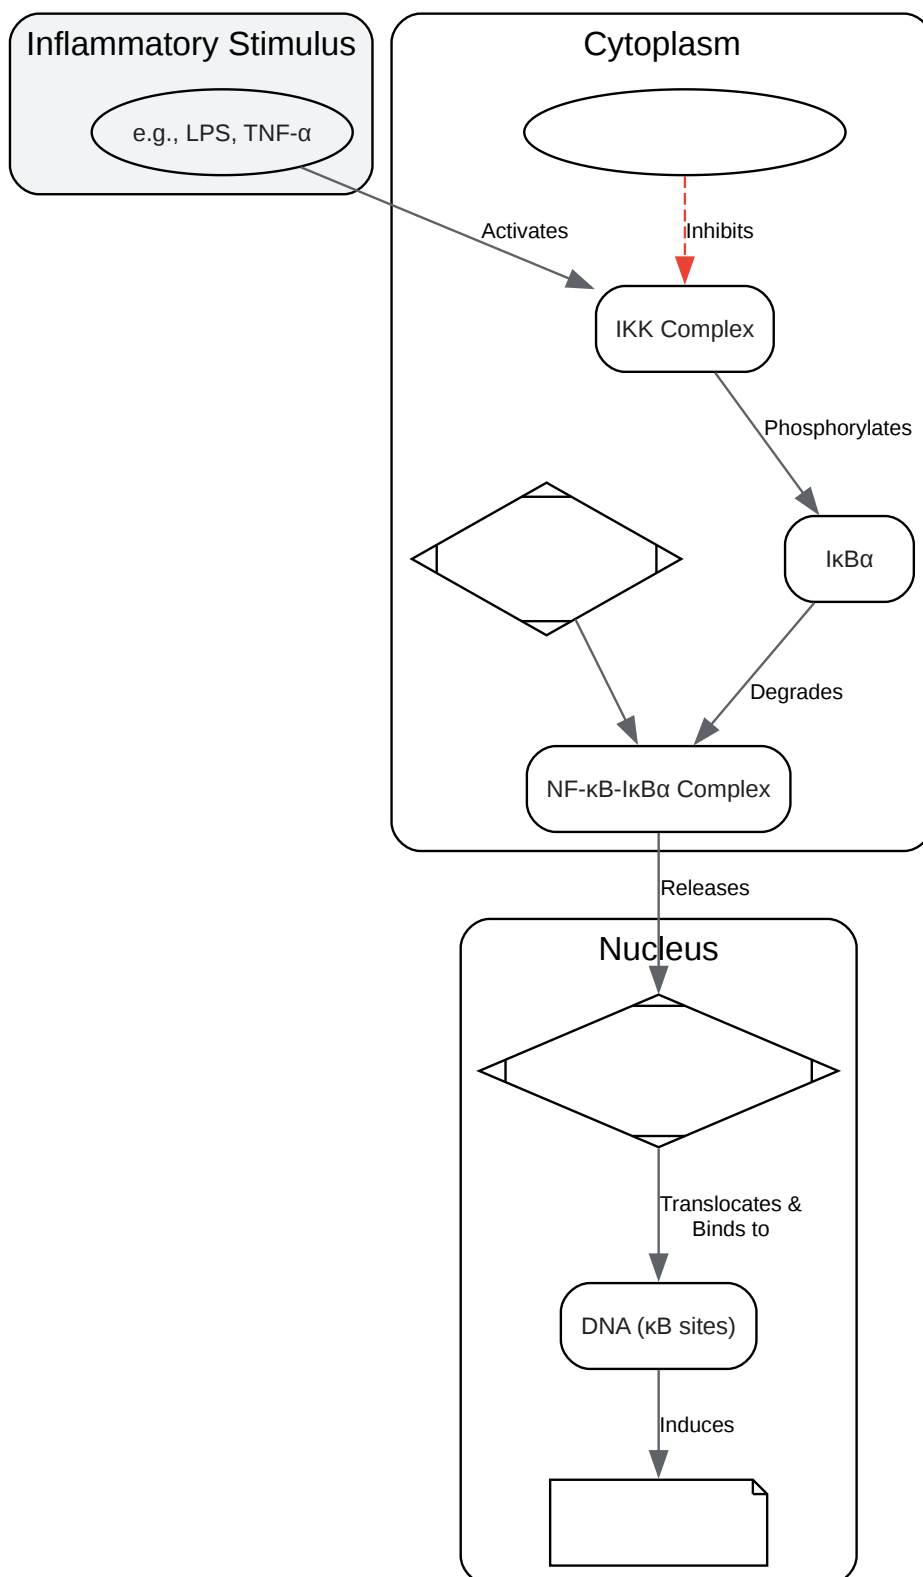 Inflammatory Stimulus
Cytoplasm
e.g., LPS, TNF-α
Activates
Inhibits
IKK Complex
Phosphorylates
IκBα
Degrades
NF-κB-IκBα Complex
Releases
Nucleus
Translocates &
Binds to
DNA (κB sites)
Induces